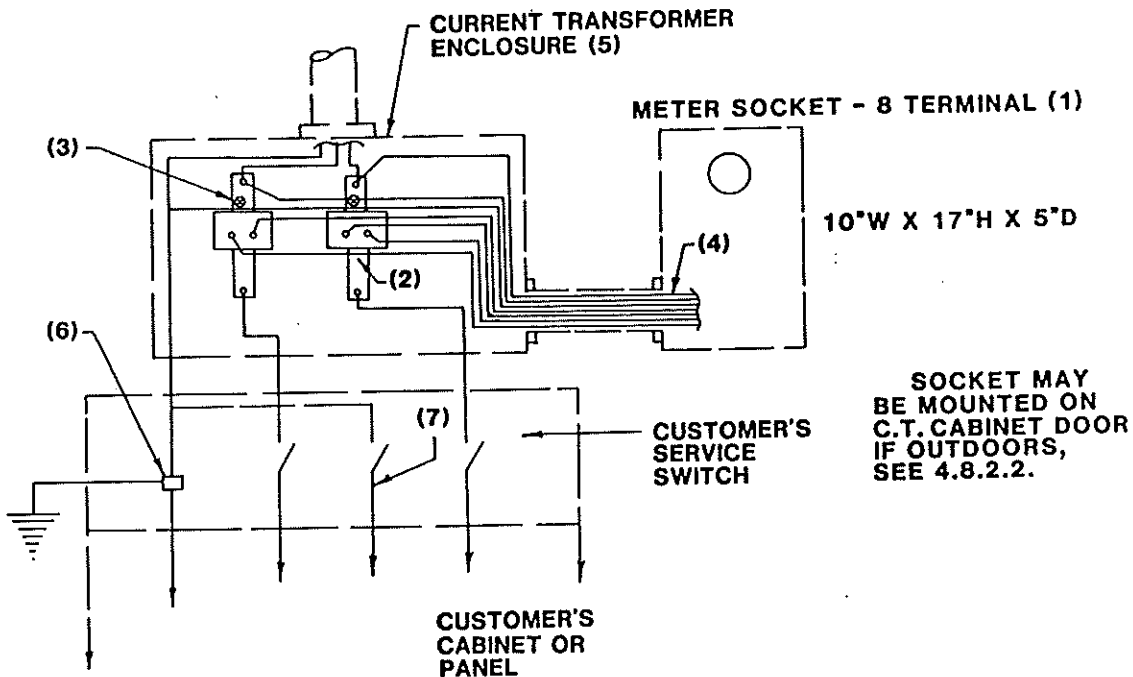 CURRENT TRANSFORMER
ENCLOSURE (5)
METER SOCKET - 8 TERMINAL (1)
(3)
10"W X 17"H X 5"D
(4)
(2)
(6)
SOCKET MAY
BE MOUNTED ON
C.T. CABINET DOOR
IF OUTDOORS,
SEE 4.8.2.2.
(7)
CUSTOMER'S
SERVICE
SWITCH
CUSTOMER'S
CABINET OR
PANEL